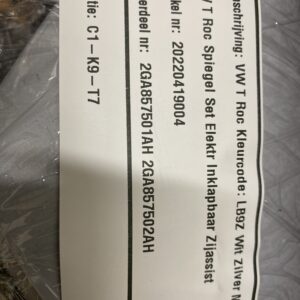 schrijving: VW T Roc Kleurcode: LB9Z Wit Zilver
T Roc Spiegel Set Elektr Inklapbaar Zijassist
kel nr: 20220419004
erdeel nr: 2GA857501AH 2GA857502AH
tie: C1-K9-T7